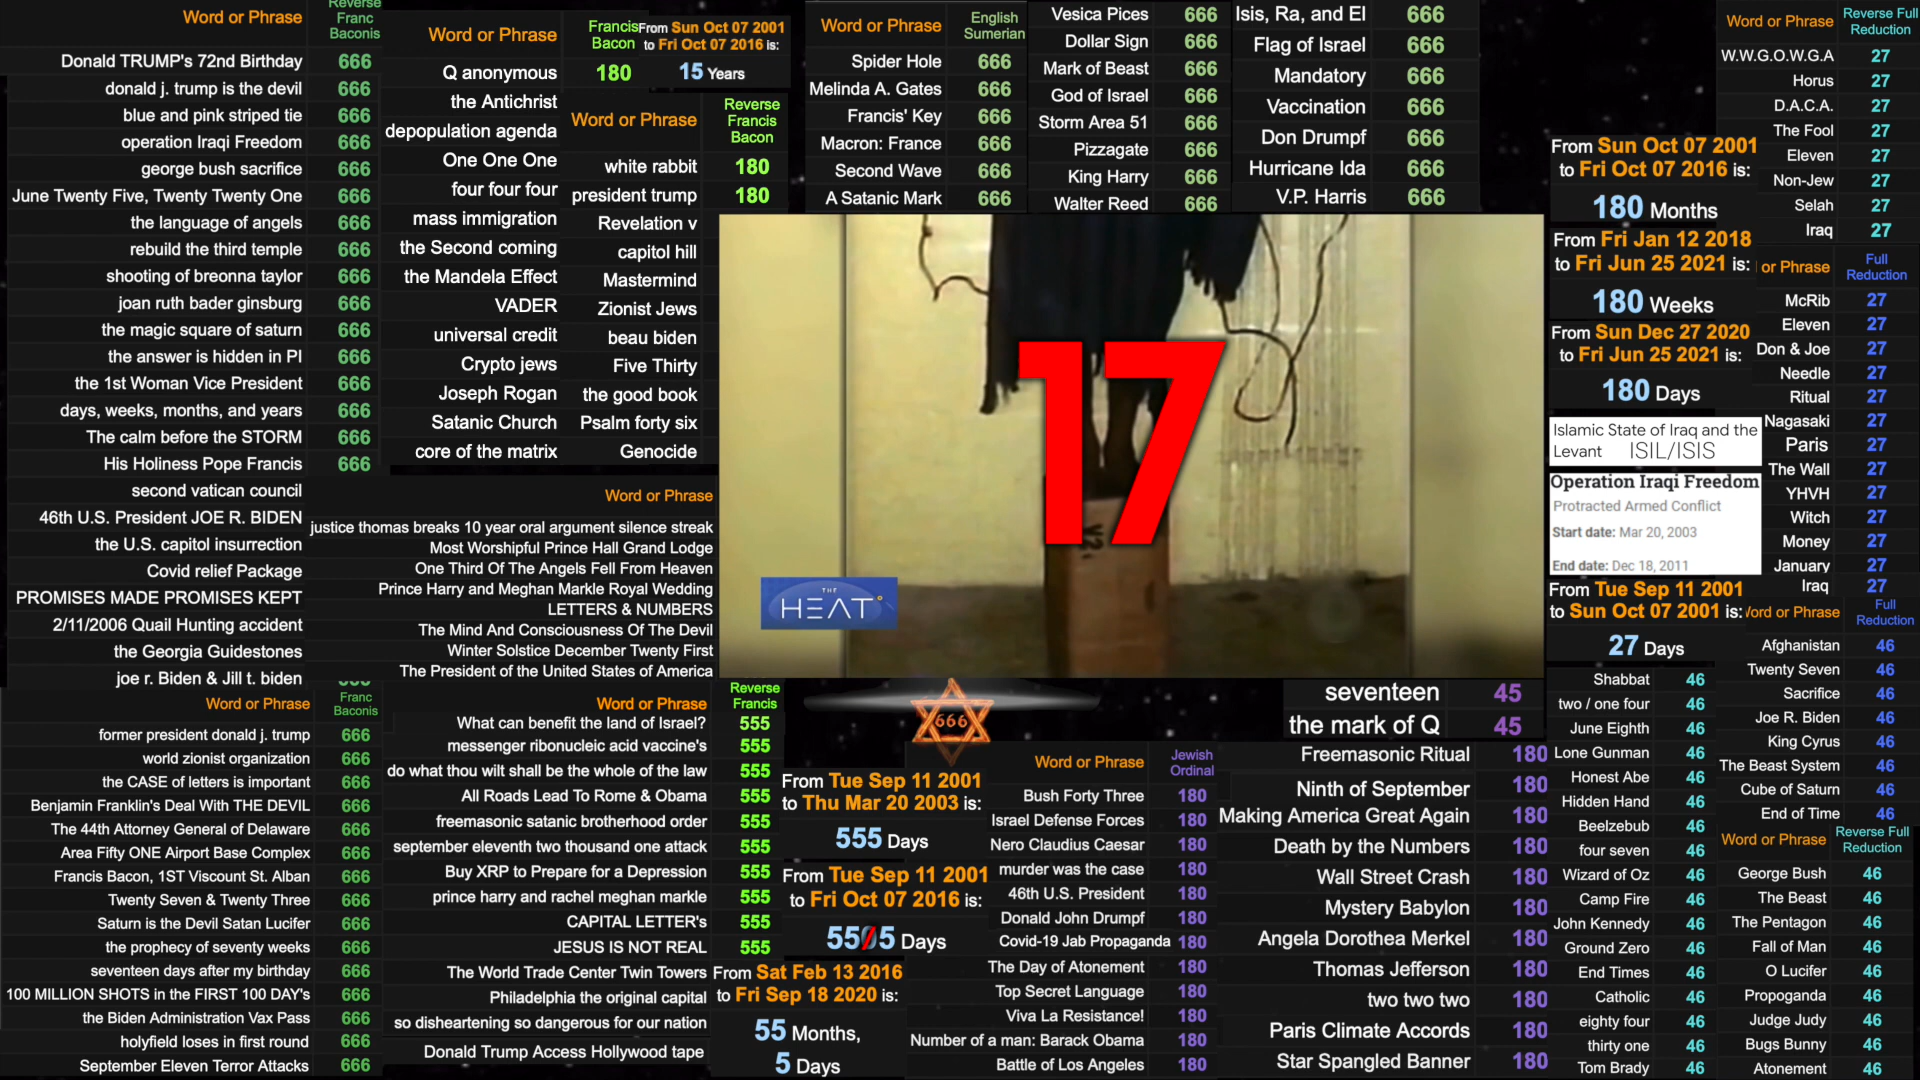 Word or Phrase
Reverse
Franc
Baconis
Donald TRUMP's 72nd Birthday 666
donald j. trump is the devil 666
blue and pink striped tie 666
operation Iraqi Freedom 666
george bush sacrifice 666
June Twenty Five, Twenty Twenty One 666
the language of angels 666
rebuild the third temple 666
shooting of breonna taylor 666
joan ruth bader ginsburg 666
the magic square of saturn 666
the answer is hidden in PI 666
the 1st Woman Vice President 666
days, weeks, months, and years 666
The calm before the STORM 666
His Holiness Pope Francis 666
second vatican council
46th U.S. President JOE R. BIDEN
the U.S. capitol insurrection
Covid relief Package
PROMISES MADE PROMISES KEPT
2/11/2006 Quail Hunting accident
the Georgia Guidestones
joe r. Biden & Jill t. biden
Word or Phrase
Franc
Baconis
former president donald j. trump 666
world zionist organization 666
the CASE of letters is important 666
Benjamin Franklin's Deal With THE DEVIL 666
The 44th Attorney General of Delaware 666
Area Fifty ONE Airport Base Complex 666
Francis Bacon, 1ST Viscount St. Alban 666
Twenty Seven & Twenty Three 666
Saturn is the Devil Satan Lucifer 666
the prophecy of seventy weeks 666
seventeen days after my birthday 666
100 MILLION SHOTS in the FIRST 100 DAY's 666
the Biden Administration Vax Pass 666
holyfield loses in first round 666
September Eleven Terror Attacks 666
Word or Phrase
Francis
Bacon
Q anonymous 180
the Antichrist
depopulation agenda
One One One
four four four
mass immigration
the Second coming
the Mandela Effect
VADER
universal credit
Crypto jews
Joseph Rogan
Satanic Church
core of the matrix
From Sun Oct 07 2001
to Fri Oct 07 2016 is:
15 Years
Word or Phrase
Reverse
Francis
Bacon
white rabbit 180
president trump 180
Revelation v
capitol hill
Mastermind
Zionist Jews
beau biden
Five Thirty
the good book
Psalm forty six
Genocide
Word or Phrase
justice thomas breaks 10 year oral argument silence streak
Most Worshipful Prince Hall Grand Lodge
One Third Of The Angels Fell From Heaven
Prince Harry and Meghan Markle Royal Wedding
LETTERS & NUMBERS
The Mind And Consciousness Of The Devil
Winter Solstice December Twenty First
The President of the United States of America
Word or Phrase
Reverse
Francis
What can benefit the land of Israel? 555
messenger ribonucleic acid vaccine's 555
do what thou wilt shall be the whole of the law 555
All Roads Lead To Rome & Obama 555
freemasonic satanic brotherhood order 555
september eleventh two thousand one attack 555
Buy XRP to Prepare for a Depression 555
prince harry and rachel meghan markle 555
CAPITAL LETTER's 555
JESUS IS NOT REAL 555
The World Trade Center Twin Towers
Philadelphia the original capital
so disheartening so dangerous for our nation
Donald Trump Access Hollywood tape
Word or Phrase
English
Sumerian
Spider Hole 666
Melinda A. Gates 666
Francis' Key 666
Macron: France 666
Second Wave 666
A Satanic Mark 666
Vesica Pices 666
Dollar Sign 666
Mark of Beast 666
God of Israel 666
Storm Area 51 666
Pizzagate 666
King Harry 666
Walter Reed 666
Isis, Ra, and El 666
Flag of Israel 666
Mandatory 666
Vaccination 666
Don Drumpf 666
Hurricane Ida 666
V.P. Harris 666
17
THE
HEAT
666
From Tue Sep 11 2001
to Thu Mar 20 2003 is:
555 Days
From Tue Sep 11 2001
to Fri Oct 07 2016 is:
5505 Days
From Sat Feb 13 2016
to Fri Sep 18 2020 is:
55 Months,
5 Days
Word or Phrase
Jewish
Ordinal
Bush Forty Three 180
Israel Defense Forces 180
Nero Claudius Caesar 180
murder was the case 180
46th U.S. President 180
Donald John Drumpf 180
Covid-19 Jab Propaganda 180
The Day of Atonement 180
Top Secret Language 180
Viva La Resistance! 180
Number of a man: Barack Obama 180
Battle of Los Angeles 180
seventeen 45
the mark of Q 45
Freemasonic Ritual 180
Ninth of September 180
Making America Great Again 180
Death by the Numbers 180
Wall Street Crash 180
Mystery Babylon 180
Angela Dorothea Merkel 180
Thomas Jefferson 180
two two two 180
Paris Climate Accords 180
Star Spangled Banner 180
From Sun Oct 07 2001
to Fri Oct 07 2016 is:
180 Months
From Fri Jan 12 2018
to Fri Jun 25 2021 is:
180 Weeks
From Sun Dec 27 2020
to Fri Jun 25 2021 is:
180 Days
Islamic State of Iraq and the
Levant ISIL/ISIS
Operation Iraqi Freedom
Protracted Armed Conflict
Start date: Mar 20, 2003
End date: Dec 18, 2011
From Tue Sep 11 2001
to Sun Oct 07 2001 is:
27 Days
Shabbat 46
two / one four 46
June Eighth 46
Lone Gunman 46
Honest Abe 46
Hidden Hand 46
Beelzebub 46
four seven 46
Wizard of Oz 46
Camp Fire 46
John Kennedy 46
Ground Zero 46
End Times 46
Catholic 46
eighty four 46
thirty one 46
Tom Brady 46
Word or Phrase
Reverse Full
Reduction
W.W.G.O.W.G.A 27
Horus 27
D.A.C.A. 27
The Fool 27
Eleven 27
Non-Jew 27
Selah 27
Iraq 27
or Phrase
Full
Reduction
McRib 27
Eleven 27
Don & Joe 27
Needle 27
Ritual 27
Nagasaki 27
Paris 27
The Wall 27
YHVH 27
Witch 27
Money 27
January 27
Iraq 27
Word or Phrase
Full
Reduction
Afghanistan 46
Twenty Seven 46
Sacrifice 46
Joe R. Biden 46
King Cyrus 46
The Beast System 46
Cube of Saturn 46
End of Time 46
Word or Phrase
Reverse Full
Reduction
George Bush 46
The Beast 46
The Pentagon 46
Fall of Man 46
O Lucifer 46
Propoganda 46
Judge Judy 46
Bugs Bunny 46
Atonement 46